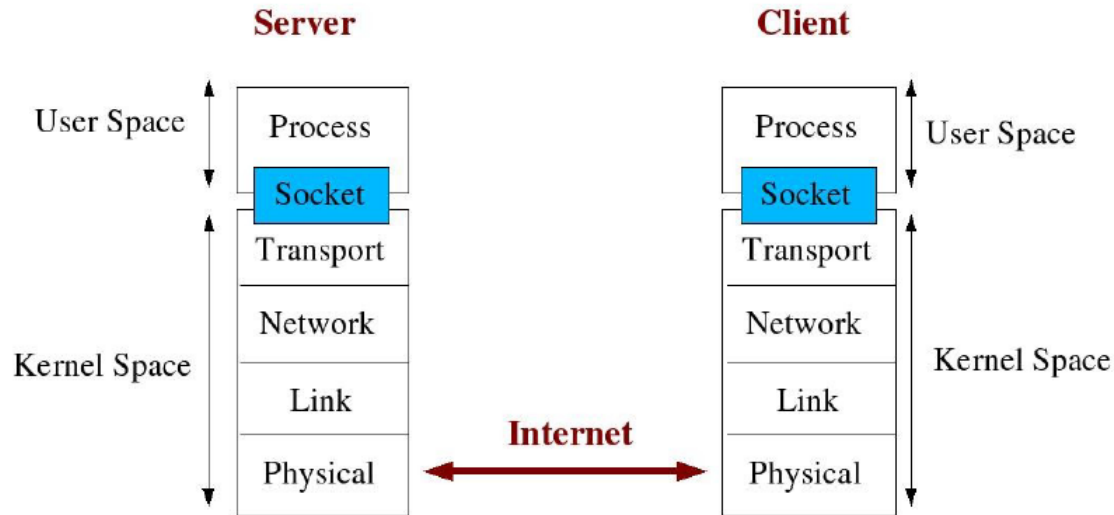 Server
Client
User Space
Process
Process
User Space
Socket
Socket
Transport
Transport
Network
Network
Kernel Space
Kernel Space
Link
Link
Internet
Physical
Physical